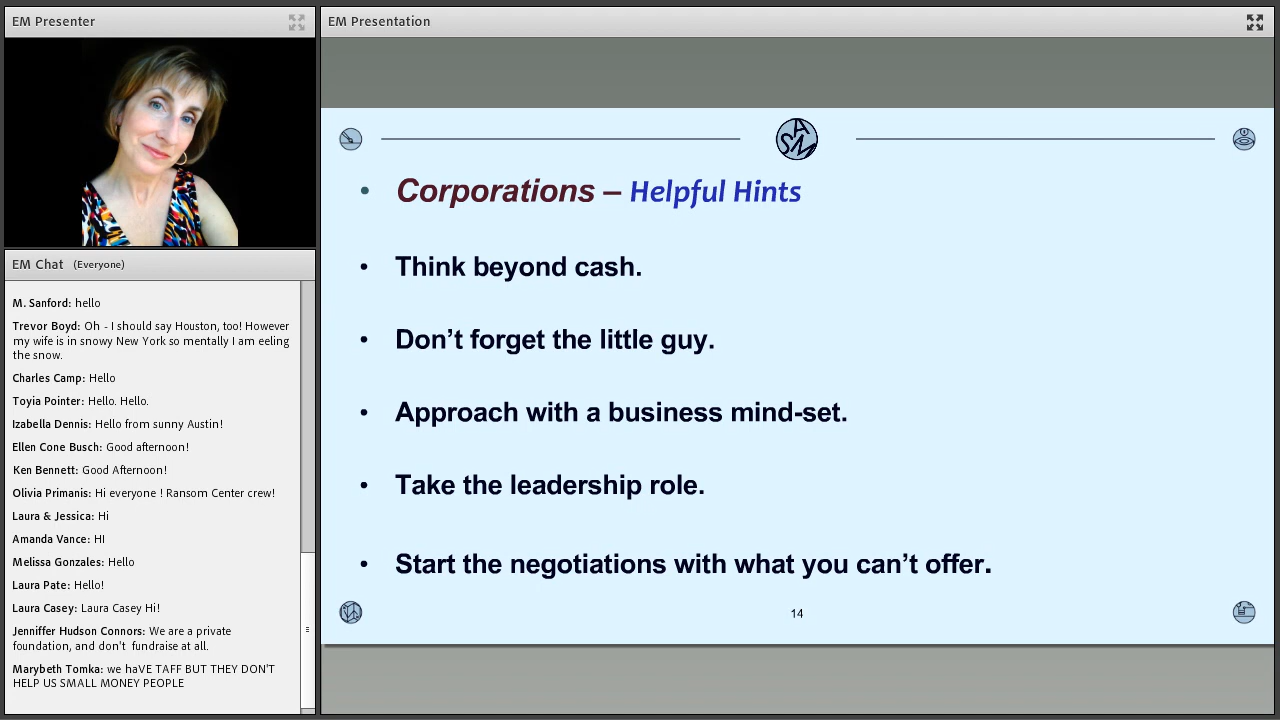 EM Presenter
EM Chat (Everyone)
M. Sanford: hello
Trevor Boyd: Oh - I should say Houston, too! However
my wife is in snowy New York so mentally I am eeling
the snow.
Charles Camp: Hello
Toyia Pointer: Hello. Hello.
Izabella Dennis: Hello from sunny Austin!
Ellen Cone Busch: Good afternoon!
Ken Bennett: Good Afternoon!
Olivia Primanis: Hi everyone ! Ransom Center crew!
Laura & Jessica: Hi
Amanda Vance: HI
Melissa Gonzales: Hello
Laura Pate: Hello!
Laura Casey: Laura Casey Hi!
Jenniffer Hudson Connors: We are a private
foundation, and don't  fundraise at all.
Marybeth Tomka: we haVE TAFF BUT THEY DON'T
HELP US SMALL MONEY PEOPLE
EM Presentation
ASM
• Corporations – Helpful Hints
• Think beyond cash.
• Don’t forget the little guy.
• Approach with a business mind-set.
• Take the leadership role.
• Start the negotiations with what you can’t offer.
14